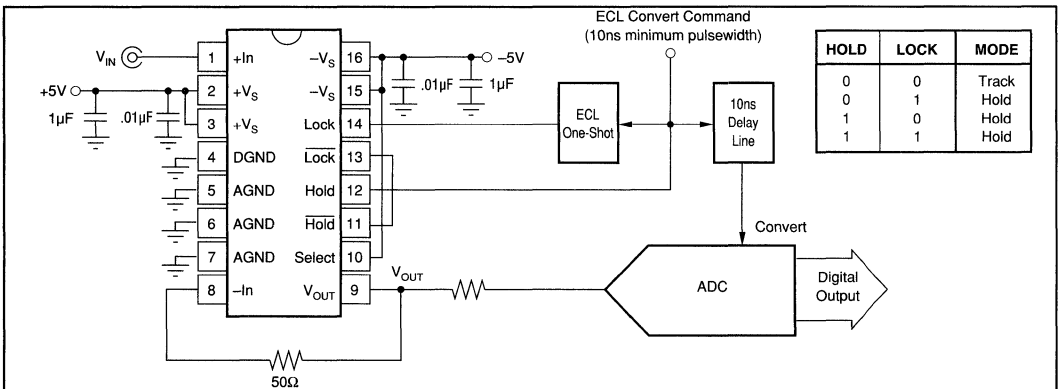 ECL Convert Command
(10ns minimum pulsewidth)
V_IN
1 +In
2 +V_S
3 +V_S
4 DGND
5 AGND
6 AGND
7 AGND
8 –In
–V_S 16
–V_S 15
Lock 14
L̅o̅c̅k̅ 13
Hold 12
H̅o̅l̅d̅ 11
Select 10
V_OUT 9
+5V
1µF
.01µF
–5V
.01µF
1µF
ECL
One-Shot
10ns
Delay
Line
Convert
V_OUT
ADC
Digital
Output
50Ω
HOLD LOCK MODE
0 0 Track
0 1 Hold
1 0 Hold
1 1 Hold